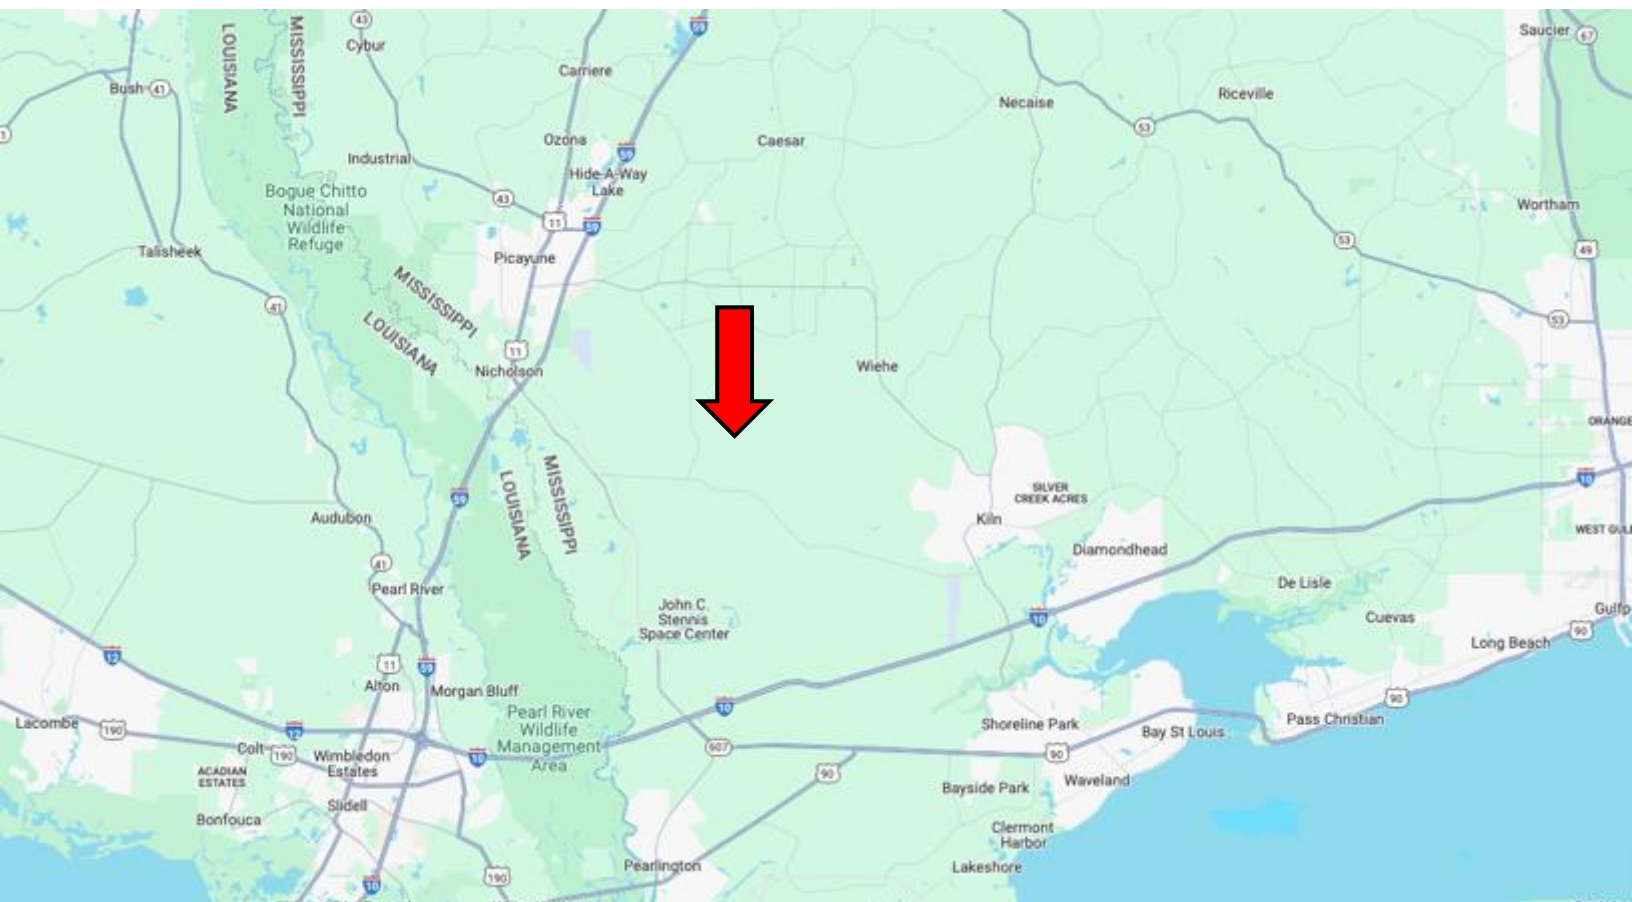 43
59
Saucier
67
LOUISIANA
MISSISSIPPI
Cybur
Carriere
Bush
41
Necaise
Riceville
53
Ozona
Caesar
59
Industrial
Hide-A-Way
Lake
Bogue Chitto
National
Wildlife
Refuge
43
11
59
Wortham
53
49
Talisheek
Picayune
MISSISSIPPI
LOUISIANA
41
53
11
Nicholson
Wiehe
ORANGE
10
SILVER
CREEK ACRES
59
LOUISIANA
MISSISSIPPI
Audubon
Kiln
WEST GUL
Diamondhead
41
Pearl River
De Lisle
John C.
Stennis
Space Center
10
Cuevas
Gulfp
90
Long Beach
12
11
59
Alton
Morgan Bluff
90
Pearl River
Wildlife
Management
Area
10
Lacombe
190
12
Colt
190
Wimbledon
Estates
10
607
Shoreline Park
Bay St Louis
Pass Christian
90
ACADIAN
ESTATES
90
Waveland
Bayside Park
Slidell
Bonfouca
Clermont
Harbor
Pearlington
Lakeshore
190
10